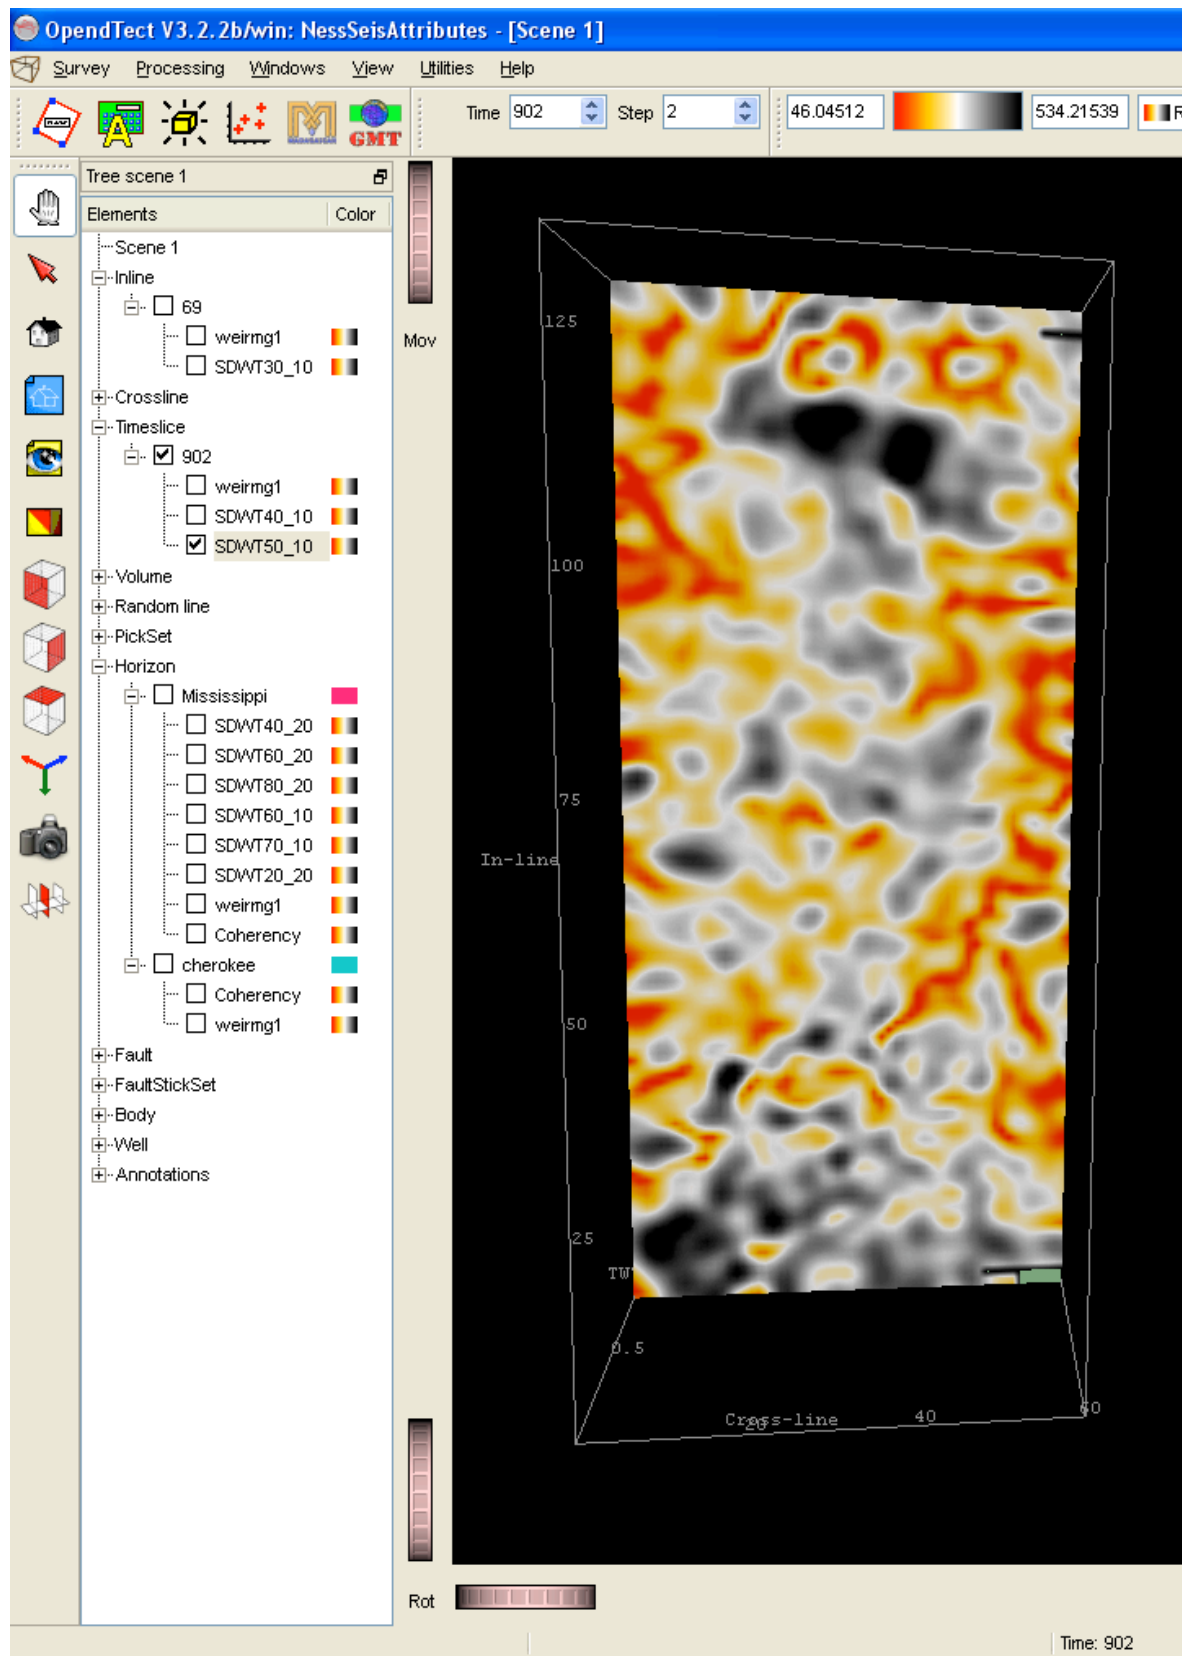 OpendTect V3.2.2b/win: NessSeisAttributes - [Scene 1]
Survey Processing Windows View Utilities Help
Time 902 Step 2 46.04512 534.21539 R
GMT
Tree scene 1
Elements Color
Scene 1
Inline
69
weirmg1
SDWT30_10
Crossline
Timeslice
902
weirmg1
SDWT40_10
SDWT50_10
Volume
Random line
PickSet
Horizon
Mississippi
SDWT40_20
SDWT60_20
SDWT80_20
SDWT60_10
SDWT70_10
SDWT20_20
weirmg1
Coherency
cherokee
Coherency
weirmg1
Fault
FaultStickSet
Body
Well
Annotations
Mov
125
100
75
In-line
50
25
TW
0.5
Cross-line
20
40
60
Rot
Time: 902